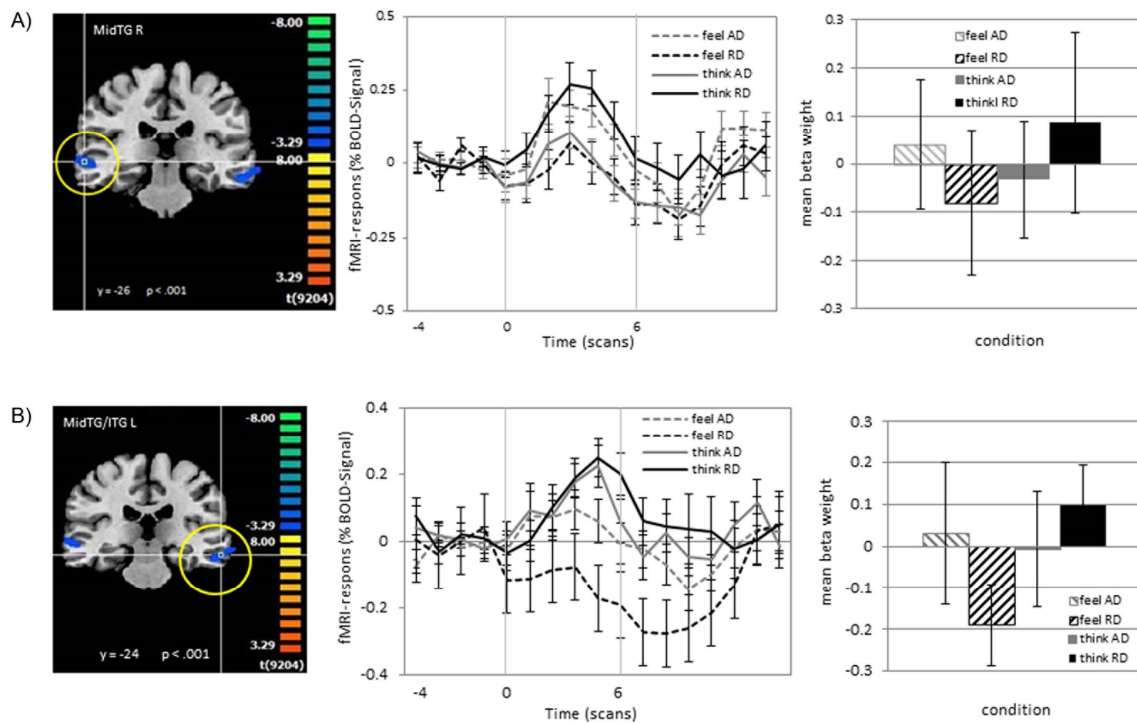 A)
MidTG R
-8.00
-3.29
8.00
3.29
t(9204)
y = -26 p < .001
fMRI-respons (% BOLD-Signal)
0.5
0.25
0
-0.25
-0.5
-4
0
6
Time (scans)
feel AD
feel RD
think AD
think RD
mean beta weight
0.3
0.2
0.1
0
-0.1
-0.2
-0.3
feel AD
feel RD
think AD
thinkl RD
condition
B)
MidTG/ITG L
-8.00
-3.29
8.00
3.29
t(9204)
y = -24 p < .001
fMRI-respons (% BOLD-Signal)
0.4
0.2
0
-0.2
-0.4
-4
0
6
Time (scans)
feel AD
feel RD
think AD
think RD
mean beta weight
0.3
0.2
0.1
0
-0.1
-0.2
-0.3
feel AD
feel RD
think AD
think RD
condition